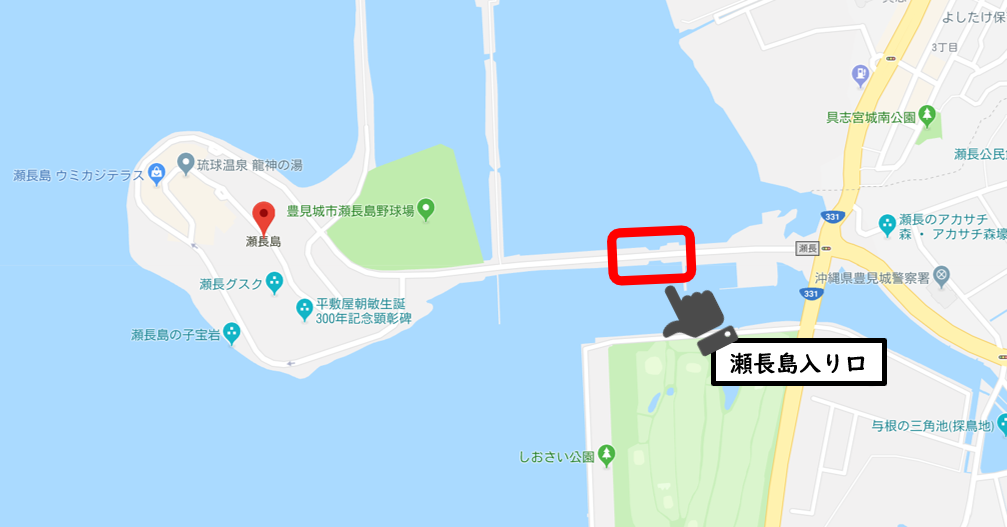 よしたけ保
3丁目
具志宮城南公園
瀬長公民
琉球温泉 龍神の湯
瀬長島 ウミカジテラス
豊見城市瀬長島野球場
瀬長島
331
瀬長のアカサチ
森・アカサチ森壕
瀬長
沖縄県豊見城警察署
瀬長グスク
331
平敷屋朝敏生誕
300年記念顕彰碑
瀬長島の子宝岩
瀬長島入り口
与根の三角池(探鳥地)
しおさい公園